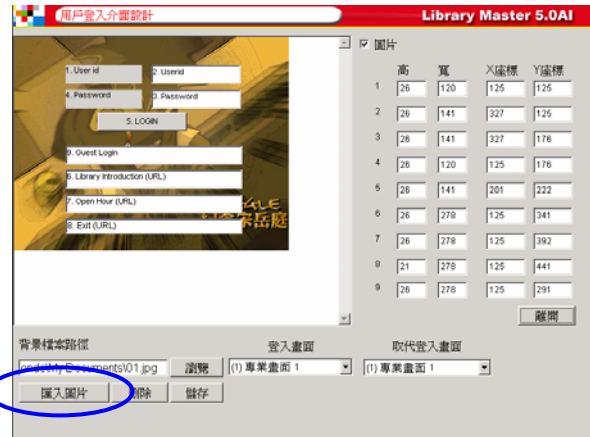 用戶登入介面設計
Library Master 5.0AI
圖片
高 寬 X座標 Y座標
1. User id
2. Userid
4. Password
3. Password
5. LOGIN
9. Guest Login
6. Library Introduction (URL)
7. Open Hour (URL)
8. Exit (URL)
1 26 120 125 125
2 26 141 327 125
3 26 141 327 176
4 26 120 125 176
5 26 141 201 222
6 26 278 125 341
7 26 278 125 392
8 21 278 125 441
9 26 278 125 291
離開
背景檔案路徑
登入畫面
取代登入畫面
My Documents\01.jpg
瀏覽
(1) 專業畫面 1
(1) 專業畫面 1
匯入圖片
刪除
儲存